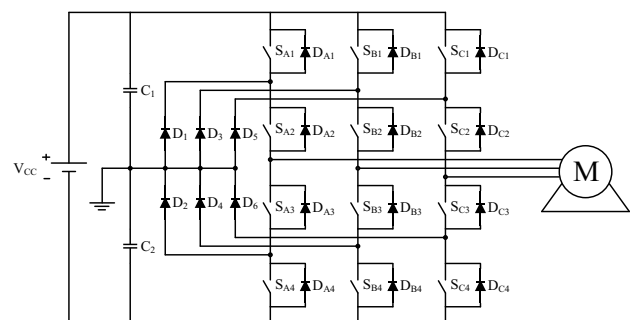 S_A1 D_A1 S_B1 D_B1 S_C1 D_C1
C_1
D_1 D_3 D_5 S_A2 D_A2 S_B2 D_B2 S_C2 D_C2
+
V_CC M
−
D_2 D_4 D_6 S_A3 D_A3 S_B3 D_B3 S_C3 D_C3
C_2
S_A4 D_A4 S_B4 D_B4 S_C4 D_C4